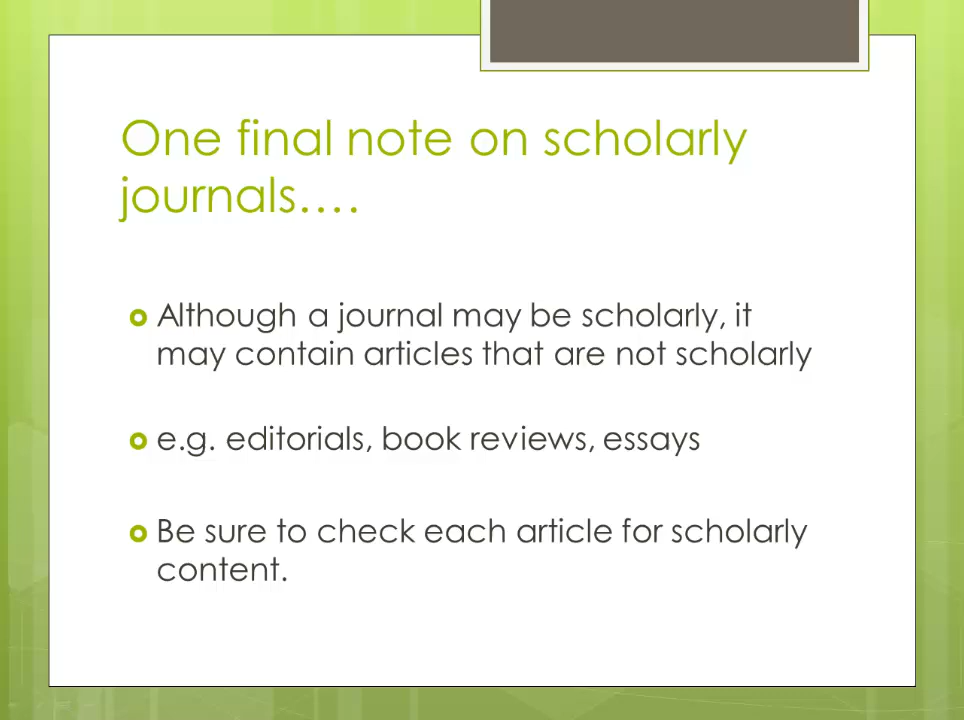 One final note on scholarly
journals….
Although a journal may be scholarly, it
may contain articles that are not scholarly
e.g. editorials, book reviews, essays
Be sure to check each article for scholarly
content.